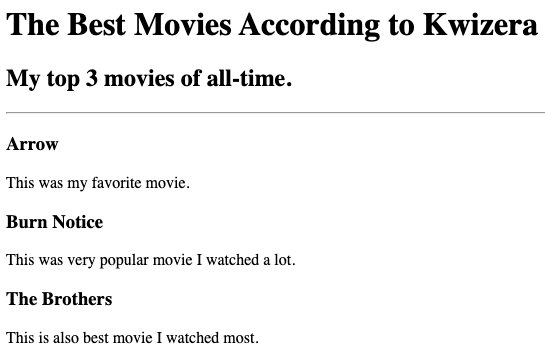 The Best Movies According to Kwizera
My top 3 movies of all-time.
Arrow
This was my favorite movie.
Burn Notice
This was very popular movie I watched a lot.
The Brothers
This is also best movie I watched most.